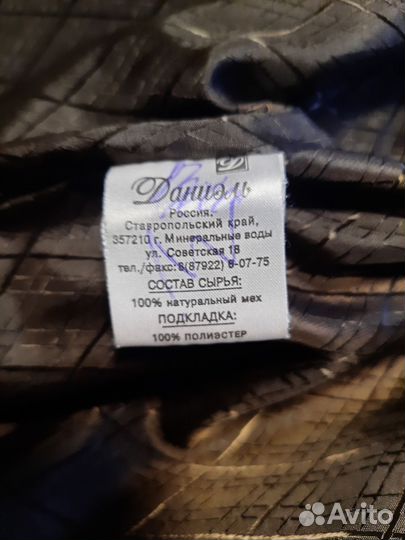 Даниэль
Россия,
Ставропольский край,
357210 г. Минеральные воды
ул. Советская 18
тел./факс: 8(87922) 6-07-75
СОСТАВ СЫРЬЯ:
100% натуральный мех
ПОДКЛАДКА:
100% полиэстер
Avito